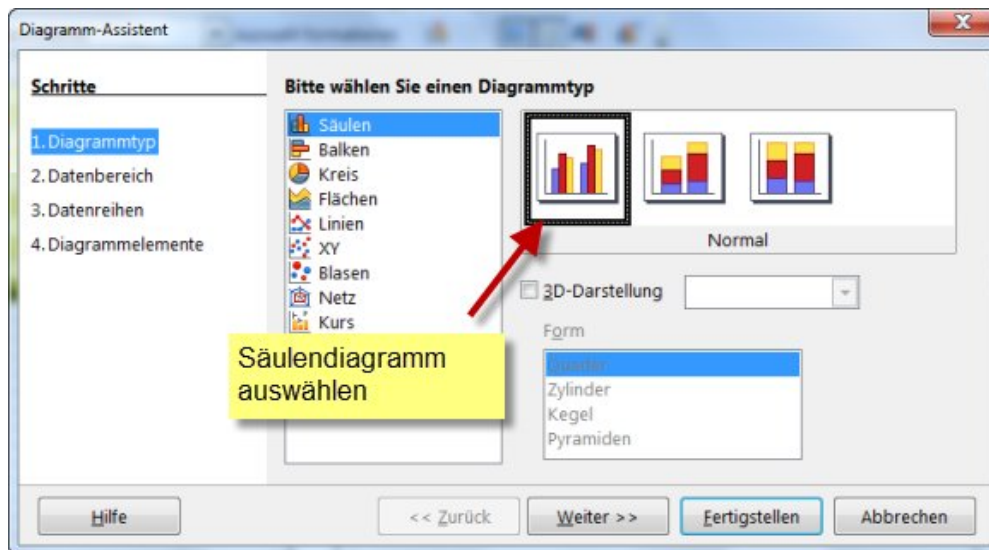 Diagramm-Assistent
Schritte
1. Diagrammtyp
2. Datenbereich
3. Datenreihen
4. Diagrammelemente
Bitte wählen Sie einen Diagrammtyp
Säulen
Balken
Kreis
Flächen
Linien
XY
Blasen
Netz
Kurs
Normal
3D-Darstellung
Form
Quader
Zylinder
Kegel
Pyramiden
Säulendiagramm
auswählen
Hilfe
<< Zurück
Weiter >>
Fertigstellen
Abbrechen